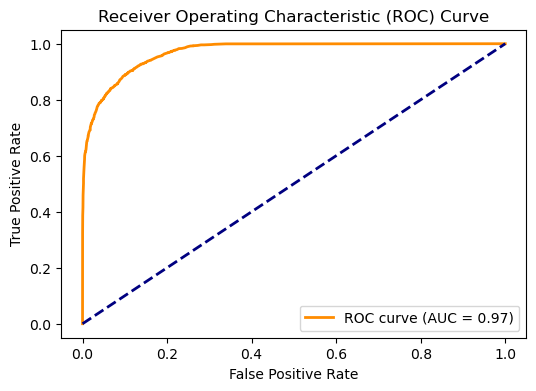 Receiver Operating Characteristic (ROC) Curve
1.0
0.8
0.6
0.4
0.2
0.0
True Positive Rate
ROC curve (AUC = 0.97)
0.0 0.2 0.4 0.6 0.8 1.0
False Positive Rate